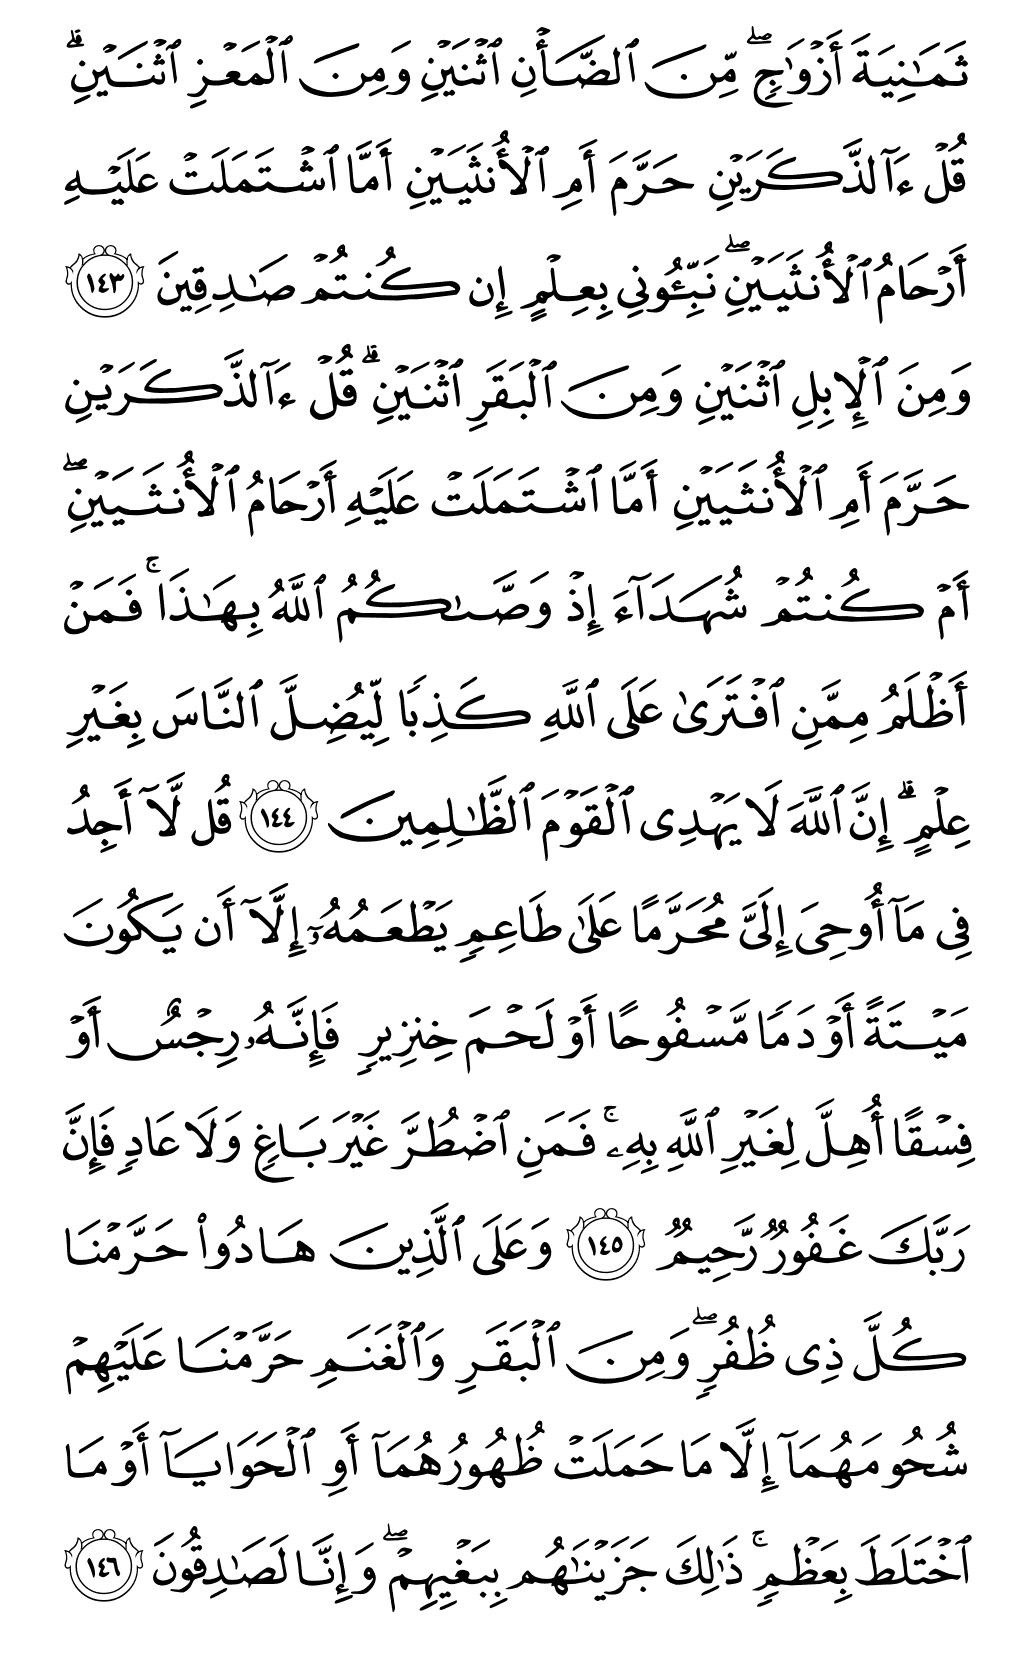 ثَمَٰنِيَةَ أَزۡوَٰجٖۖ مِّنَ ٱلضَّأۡنِ ٱثۡنَيۡنِ وَمِنَ ٱلۡمَعۡزِ ٱثۡنَيۡنِۗ
قُلۡ ءَآلذَّكَرَيۡنِ حَرَّمَ أَمِ ٱلۡأُنثَيَيۡنِ أَمَّا ٱشۡتَمَلَتۡ عَلَيۡهِ
أَرۡحَامُ ٱلۡأُنثَيَيۡنِۖ نَبِّـُٔونِي بِعِلۡمٍ إِن كُنتُمۡ صَٰدِقِينَ ١٤٣
وَمِنَ ٱلۡإِبِلِ ٱثۡنَيۡنِ وَمِنَ ٱلۡبَقَرِ ٱثۡنَيۡنِۗ قُلۡ ءَآلذَّكَرَيۡنِ
حَرَّمَ أَمِ ٱلۡأُنثَيَيۡنِ أَمَّا ٱشۡتَمَلَتۡ عَلَيۡهِ أَرۡحَامُ ٱلۡأُنثَيَيۡنِۖ
أَمۡ كُنتُمۡ شُهَدَآءَ إِذۡ وَصَّىٰكُمُ ٱللَّهُ بِهَٰذَاۚ فَمَنۡ
أَظۡلَمُ مِمَّنِ ٱفۡتَرَىٰ عَلَى ٱللَّهِ كَذِبٗا لِّيُضِلَّ ٱلنَّاسَ بِغَيۡرِ
عِلۡمٍۗ إِنَّ ٱللَّهَ لَا يَهۡدِي ٱلۡقَوۡمَ ٱلظَّٰلِمِينَ ١٤٤ قُل لَّآ أَجِدُ
فِي مَآ أُوحِيَ إِلَيَّ مُحَرَّمًا عَلَىٰ طَاعِمٖ يَطۡعَمُهُۥٓ إِلَّآ أَن يَكُونَ
مَيۡتَةً أَوۡ دَمٗا مَّسۡفُوحًا أَوۡ لَحۡمَ خِنزِيرٖ فَإِنَّهُۥ رِجۡسٌ أَوۡ
فِسۡقًا أُهِلَّ لِغَيۡرِ ٱللَّهِ بِهِۦۚ فَمَنِ ٱضۡطُرَّ غَيۡرَ بَاغٖ وَلَا عَادٖ فَإِنَّ
رَبَّكَ غَفُورٞ رَّحِيمٞ ١٤٥ وَعَلَى ٱلَّذِينَ هَادُواْ حَرَّمۡنَا
كُلَّ ذِي ظُفُرٖۖ وَمِنَ ٱلۡبَقَرِ وَٱلۡغَنَمِ حَرَّمۡنَا عَلَيۡهِمۡ
شُحُومَهُمَآ إِلَّا مَا حَمَلَتۡ ظُهُورُهُمَآ أَوِ ٱلۡحَوَايَآ أَوۡ مَا
ٱخۡتَلَطَ بِعَظۡمٖۚ ذَٰلِكَ جَزَيۡنَٰهُم بِبَغۡيِهِمۡۖ وَإِنَّا لَصَٰدِقُونَ ١٤٦